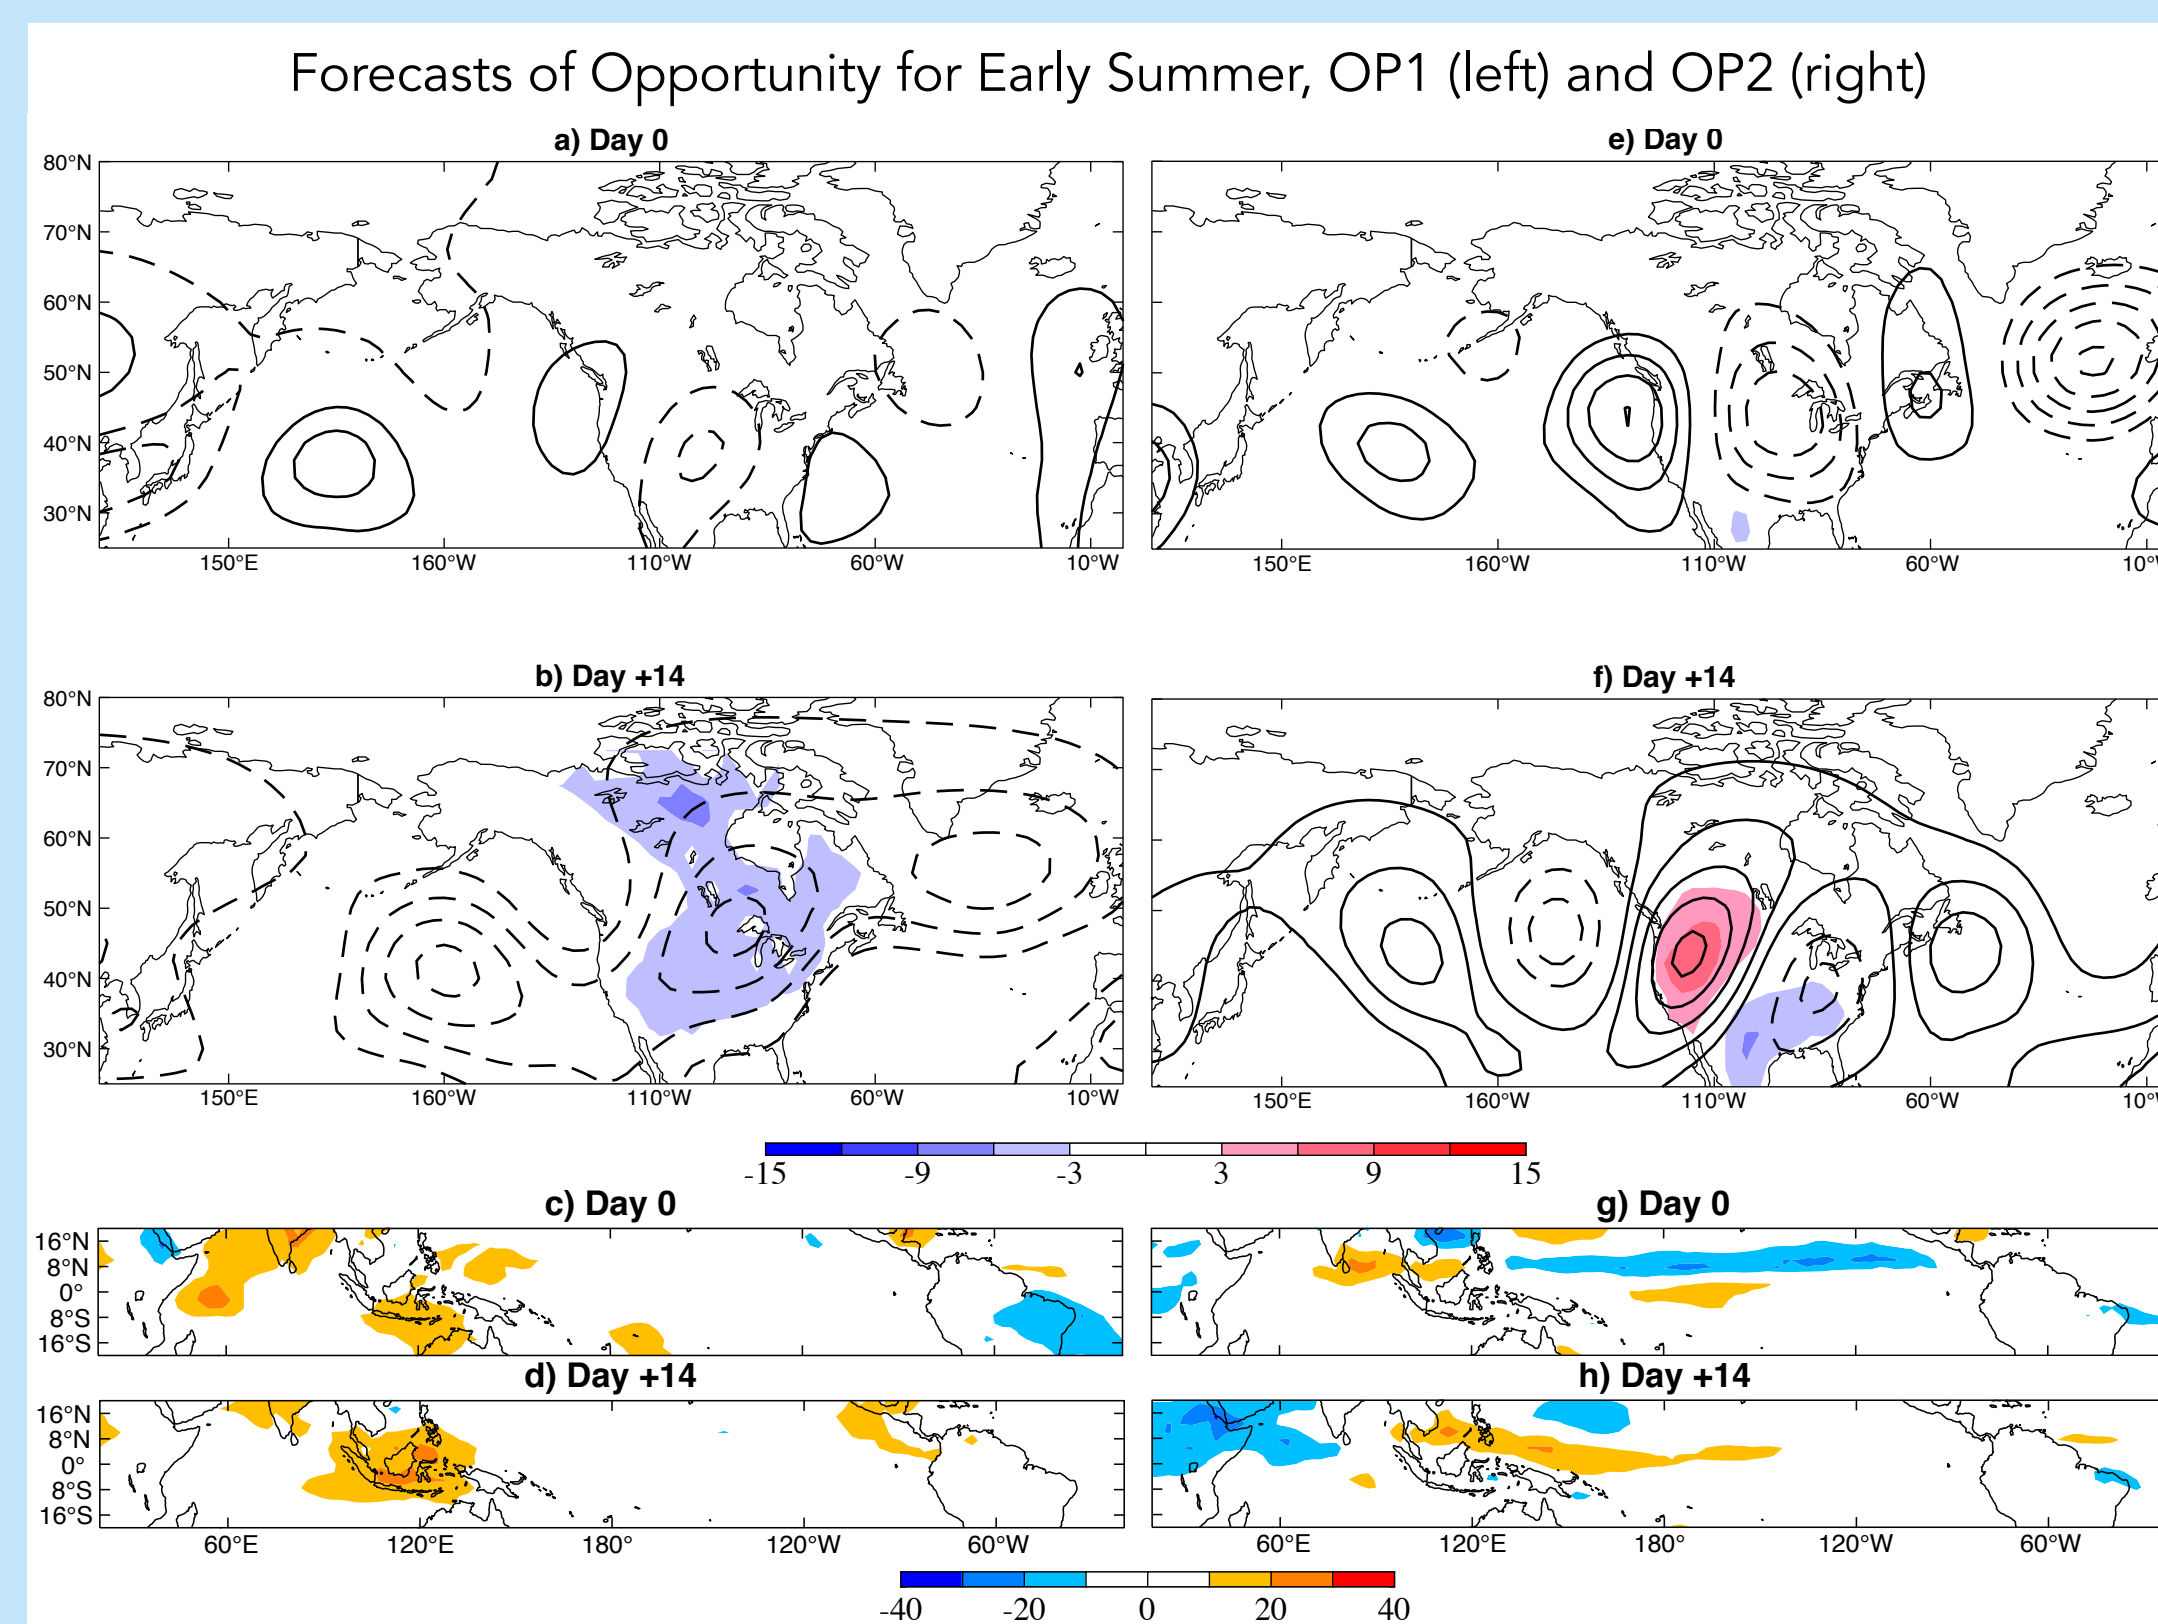 Forecasts of Opportunity for Early Summer, OP1 (left) and OP2 (right)
a) Day 0
80°N
70°N
60°N
50°N
40°N
30°N
150°E 160°W 110°W 60°W 10°W
e) Day 0
150°E 160°W 110°W 60°W 10°W
b) Day +14
80°N
70°N
60°N
50°N
40°N
30°N
150°E 160°W 110°W 60°W 10°W
f) Day +14
150°E 160°W 110°W 60°W 10°W
-15 -9 -3 3 9 15
c) Day 0
16°N
8°N
0°
8°S
16°S
g) Day 0
d) Day +14
16°N
8°N
0°
8°S
16°S
60°E 120°E 180° 120°W 60°W
h) Day +14
60°E 120°E 180° 120°W 60°W
-40 -20 0 20 40